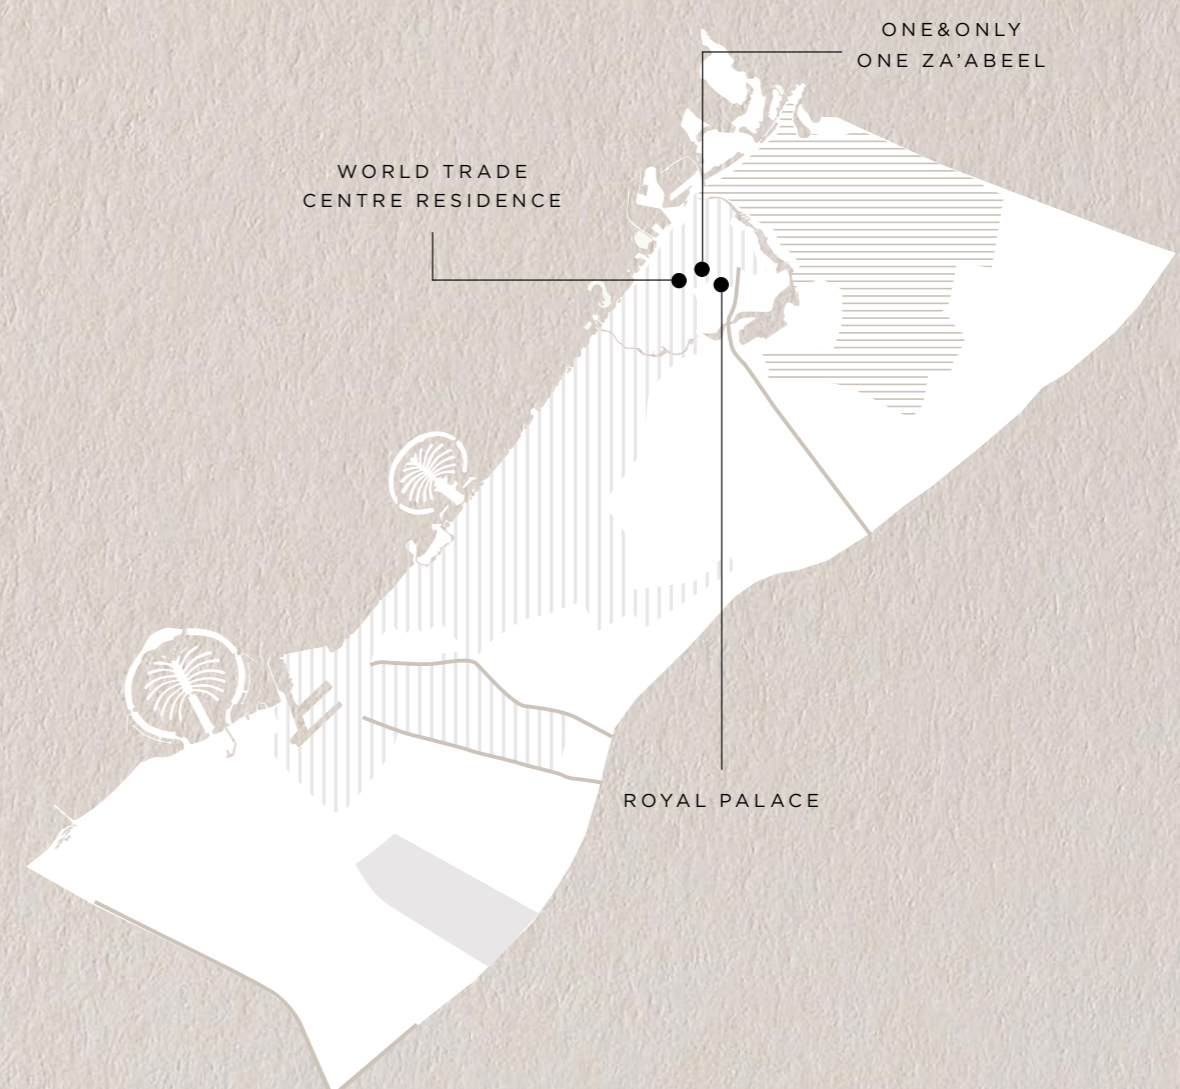 ONE&ONLY
ONE ZA'ABEEL
WORLD TRADE
CENTRE RESIDENCE
ROYAL PALACE